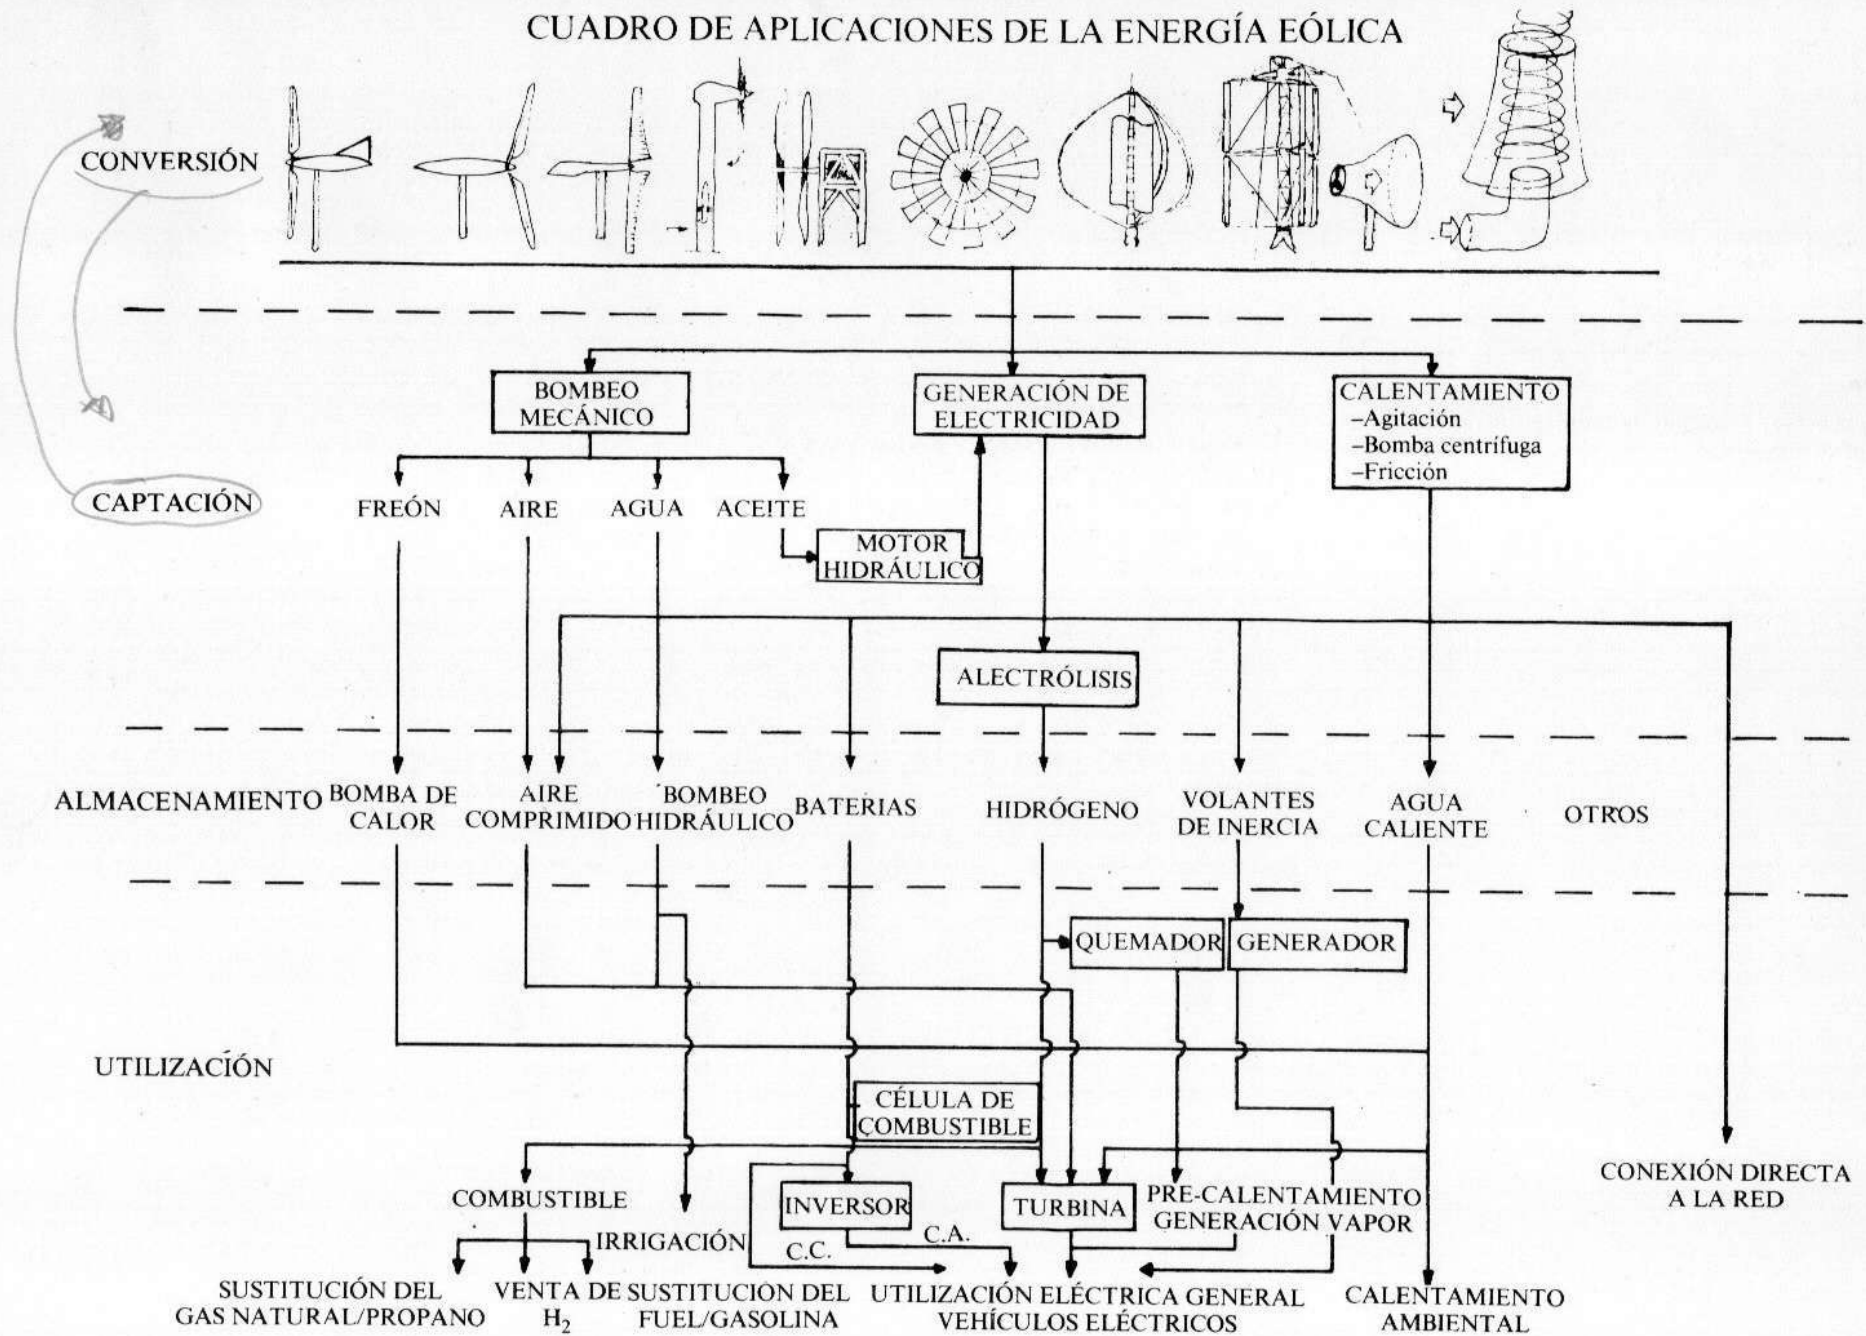 CUADRO DE APLICACIONES DE LA ENERGÍA EÓLICA
CONVERSIÓN
BOMBEO
MECÁNICO
GENERACIÓN DE
ELECTRICIDAD
CALENTAMIENTO
–Agitación
–Bomba centrífuga
–Fricción
CAPTACIÓN
FREÓN
AIRE
AGUA
ACEITE
MOTOR
HIDRÁULICO
ALECTRÓLISIS
ALMACENAMIENTO
BOMBA DE
CALOR
AIRE
COMPRIMIDO
BOMBEO
HIDRÁULICO
BATERIAS
HIDRÓGENO
VOLANTES
DE INERCIA
AGUA
CALIENTE
OTROS
QUEMADOR
GENERADOR
UTILIZACIÓN
CÉLULA DE
COMBUSTIBLE
COMBUSTIBLE
IRRIGACIÓN
INVERSOR
C.C.
C.A.
TURBINA
PRE-CALENTAMIENTO
GENERACIÓN VAPOR
CONEXIÓN DIRECTA
A LA RED
SUSTITUCIÓN DEL
GAS NATURAL/PROPANO
VENTA DE
H₂
SUSTITUCIÓN DEL
FUEL/GASOLINA
UTILIZACIÓN ELÉCTRICA GENERAL
VEHÍCULOS ELÉCTRICOS
CALENTAMIENTO
AMBIENTAL